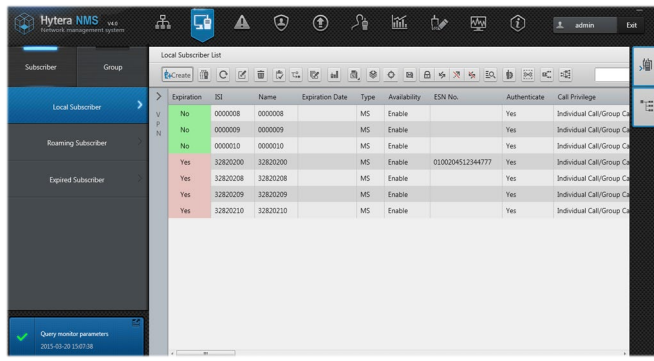 Hytera NMS V4.0
Network management system
admin
Exit
Subscriber
Group
Local Subscriber
Roaming Subscriber
Expired Subscriber
Query monitor parameters
2015-03-20 15:07:38
Local Subscriber List
Create
VPN
Expiration ISI Name Expiration Date Type Availability ESN No. Authenticate Call Privilege
No 0000008 0000008 MS Enable Yes Individual Call/Group Ca
No 0000009 0000009 MS Enable Yes Individual Call/Group Ca
No 0000010 0000010 MS Enable Yes Individual Call/Group Ca
Yes 32820200 32820200 MS Enable 0100204512344777 Yes Individual Call/Group Ca
Yes 32820208 32820208 MS Enable Yes Individual Call/Group Ca
Yes 32820209 32820209 MS Enable Yes Individual Call/Group Ca
Yes 32820210 32820210 MS Enable Yes Individual Call/Group Ca